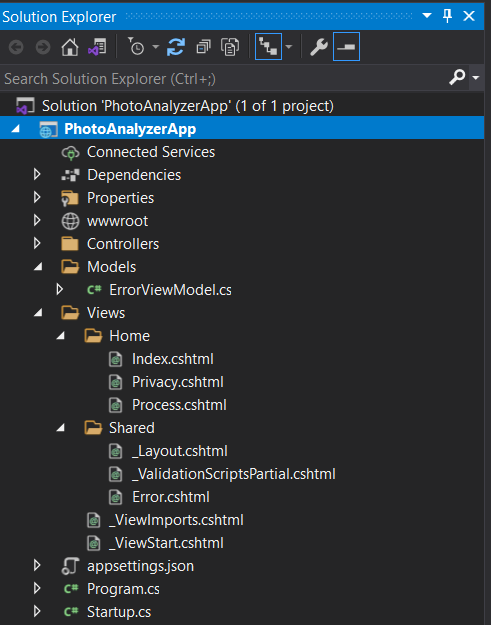 Solution Explorer
Search Solution Explorer (Ctrl+;)
Solution 'PhotoAnalyzerApp' (1 of 1 project)
PhotoAnalyzerApp
Connected Services
Dependencies
Properties
wwwroot
Controllers
Models
C# ErrorViewModel.cs
Views
Home
Index.cshtml
Privacy.cshtml
Process.cshtml
Shared
_Layout.cshtml
_ValidationScriptsPartial.cshtml
Error.cshtml
_ViewImports.cshtml
_ViewStart.cshtml
appsettings.json
C# Program.cs
C# Startup.cs